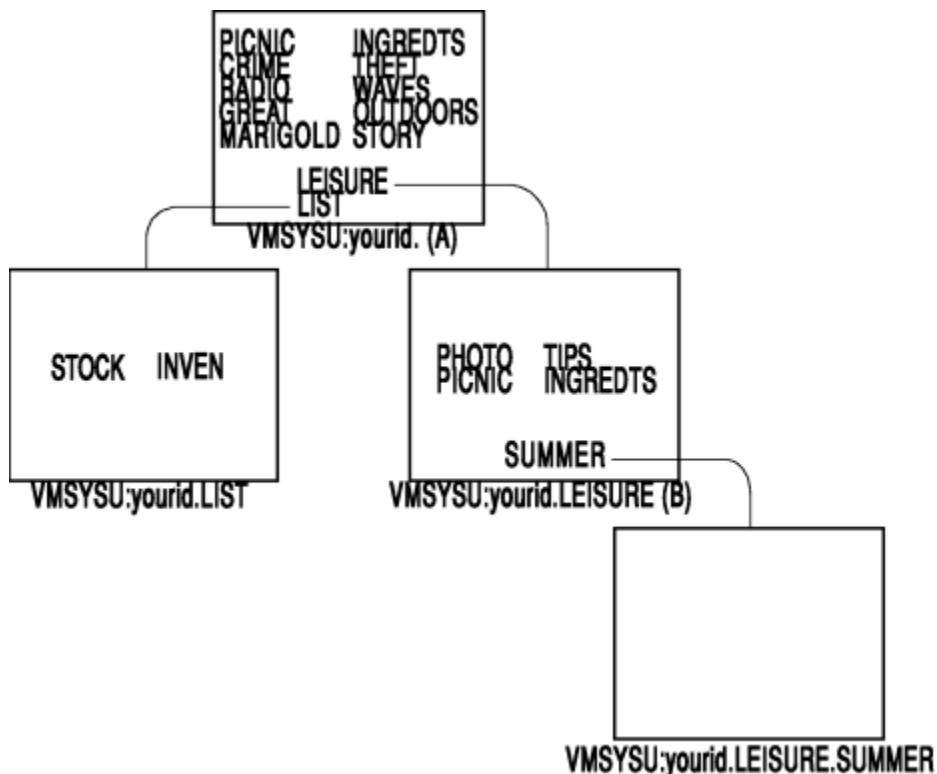 PICNIC INGREDTS
CRIME THEFT
RADIO WAVES
GREAT OUTDOORS
MARIGOLD STORY
LEISURE
LIST
VMSYSU:yourid. (A)
STOCK INVEN
VMSYSU:yourid.LIST
PHOTO TIPS
PICNIC INGREDTS
SUMMER
VMSYSU:yourid.LEISURE (B)
VMSYSU:yourid.LEISURE.SUMMER